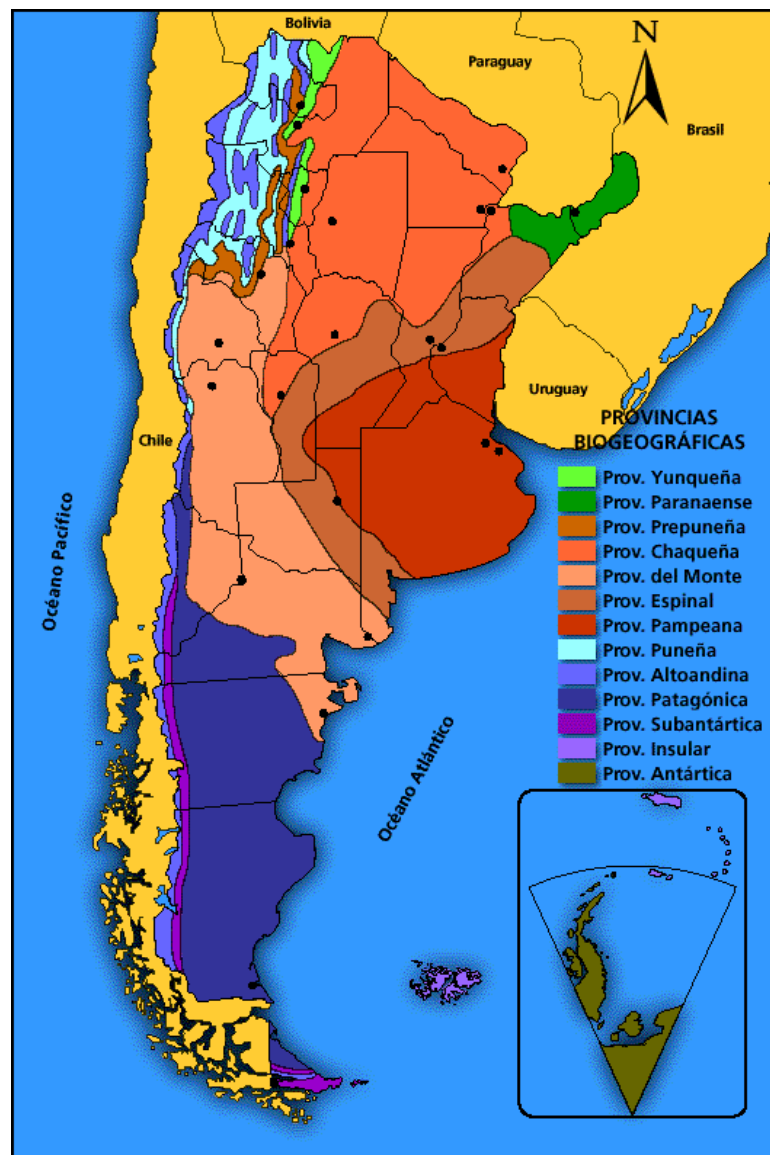 Bolivia
N
Paraguay
Brasil
Uruguay
Chile
Océano Pacífico
Océano Atlántico
PROVINCIAS
BIOGEOGRÁFICAS
Prov. Yunqueña
Prov. Paranaense
Prov. Prepuneña
Prov. Chaqueña
Prov. del Monte
Prov. Espinal
Prov. Pampeana
Prov. Puneña
Prov. Altoandina
Prov. Patagónica
Prov. Subantártica
Prov. Insular
Prov. Antártica